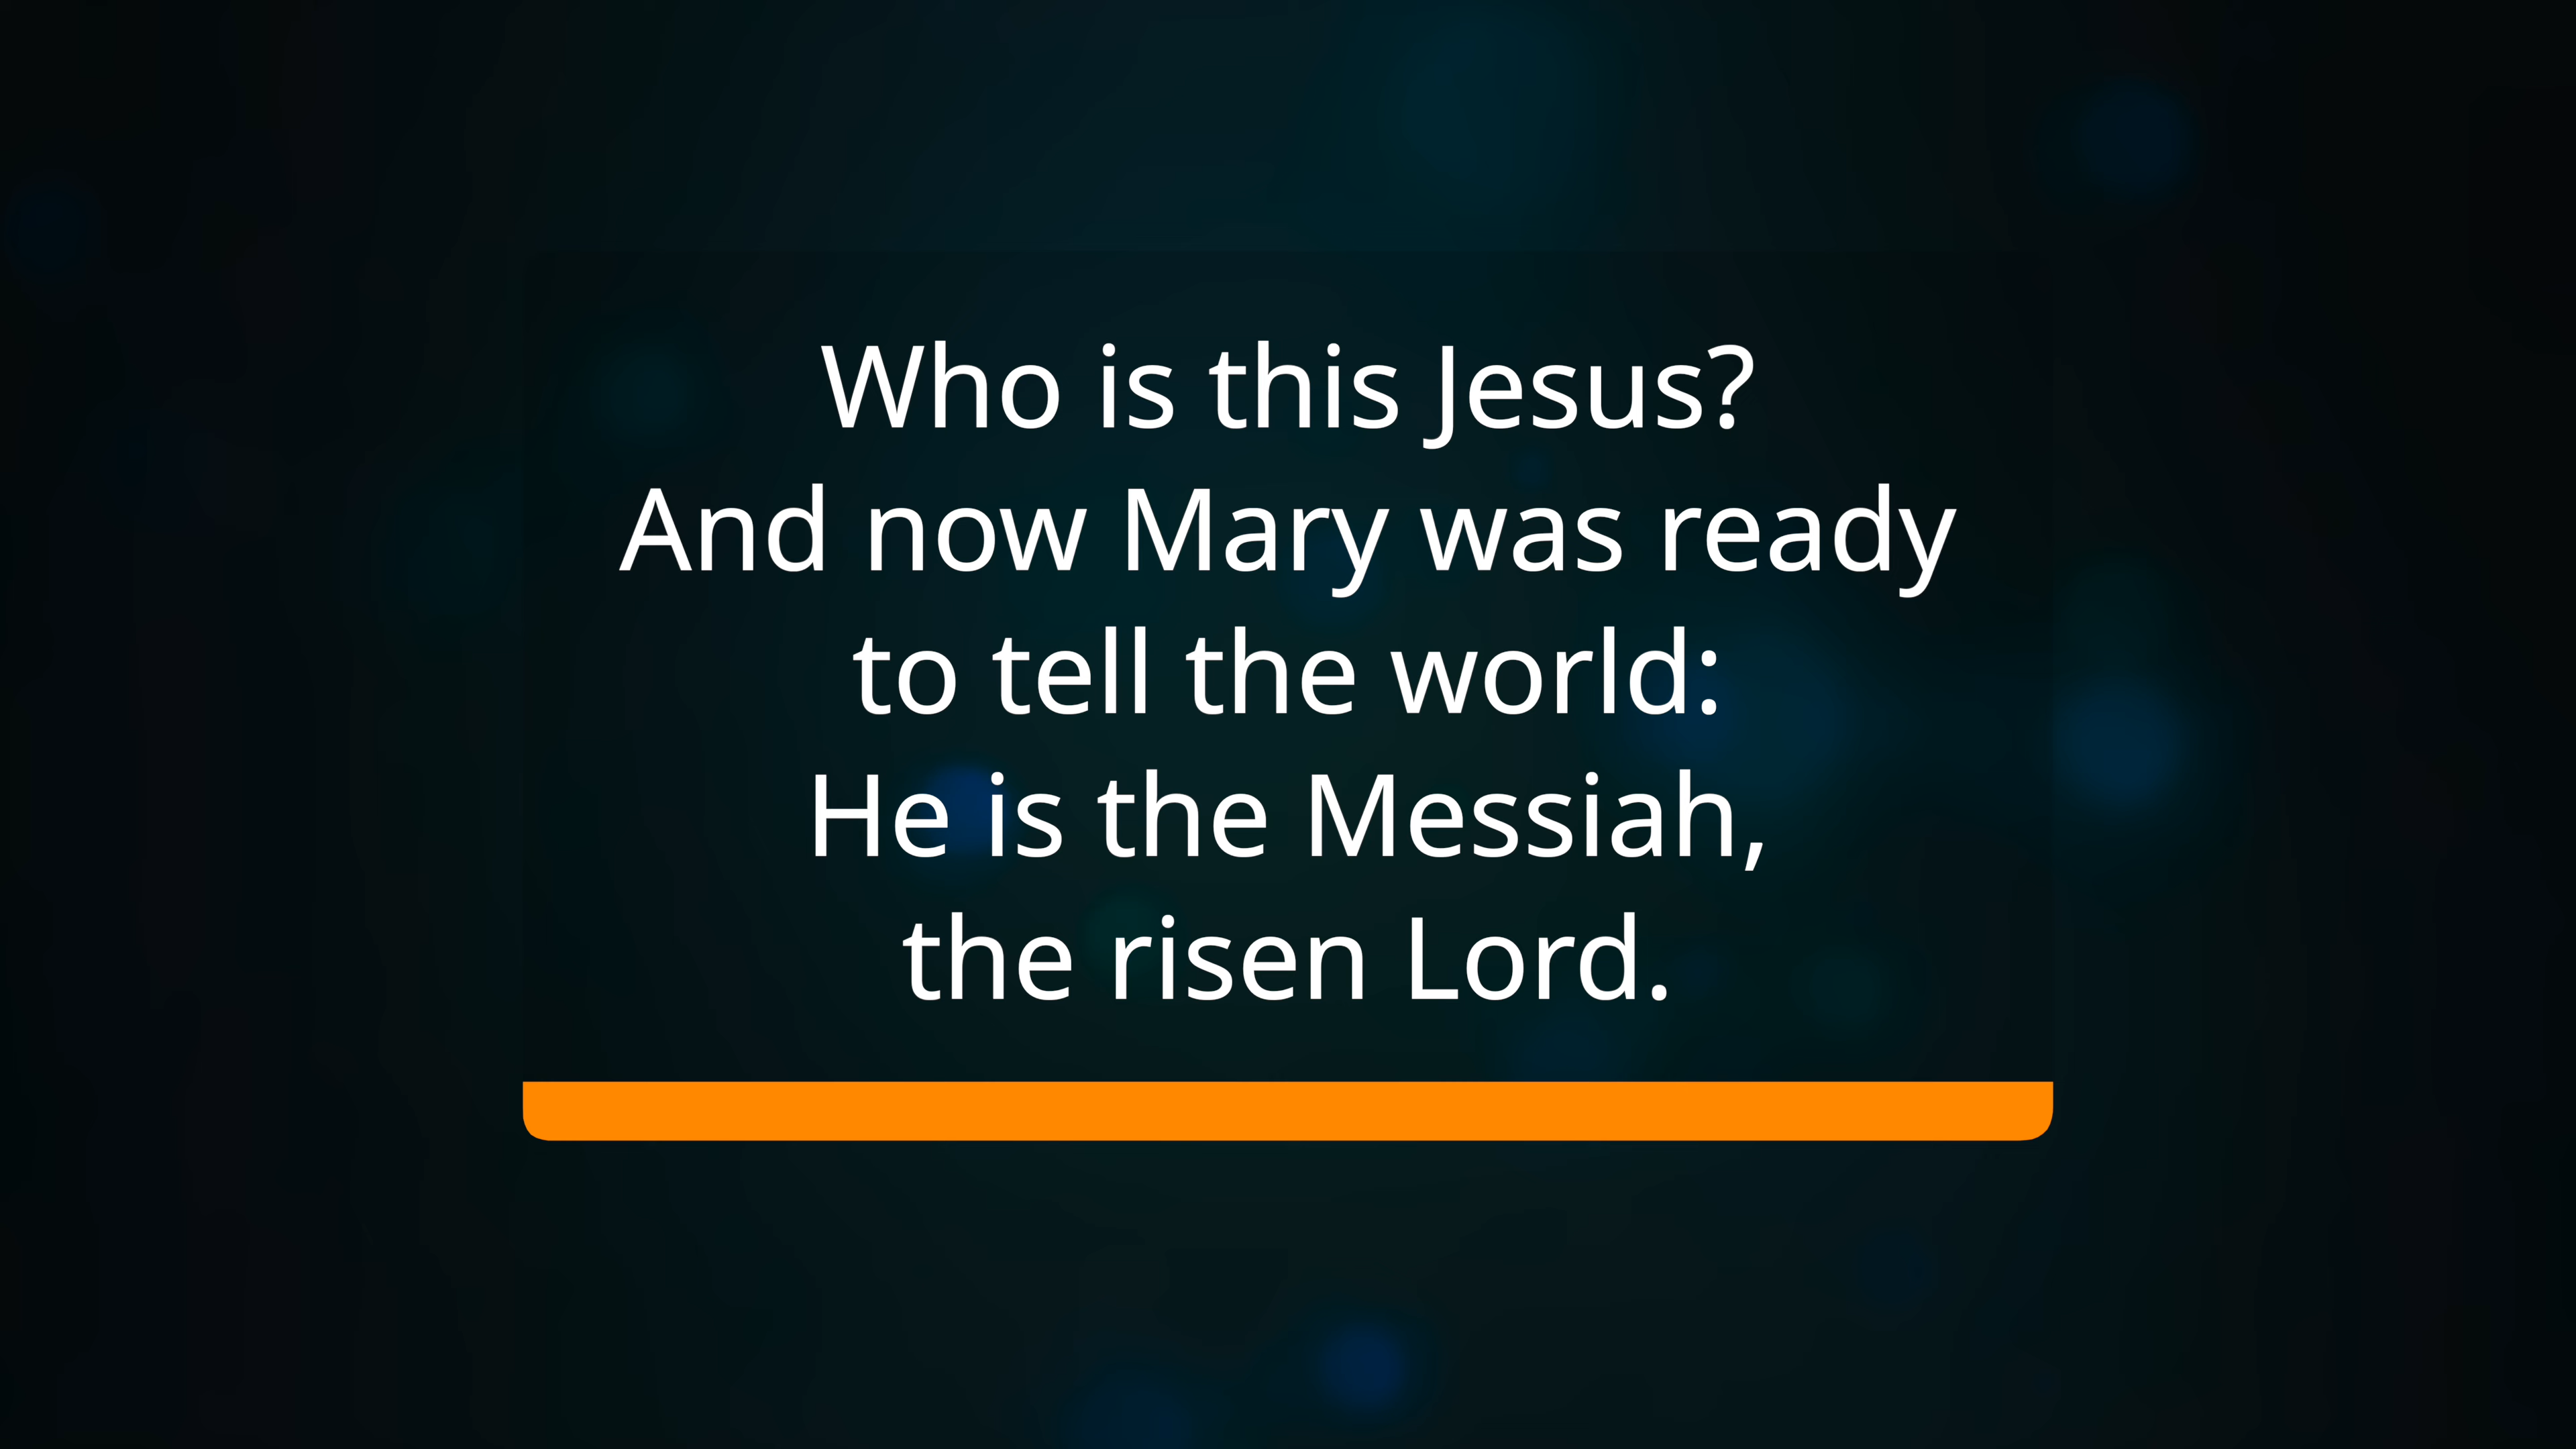 Who is this Jesus?
And now Mary was ready
to tell the world:
He is the Messiah,
the risen Lord.